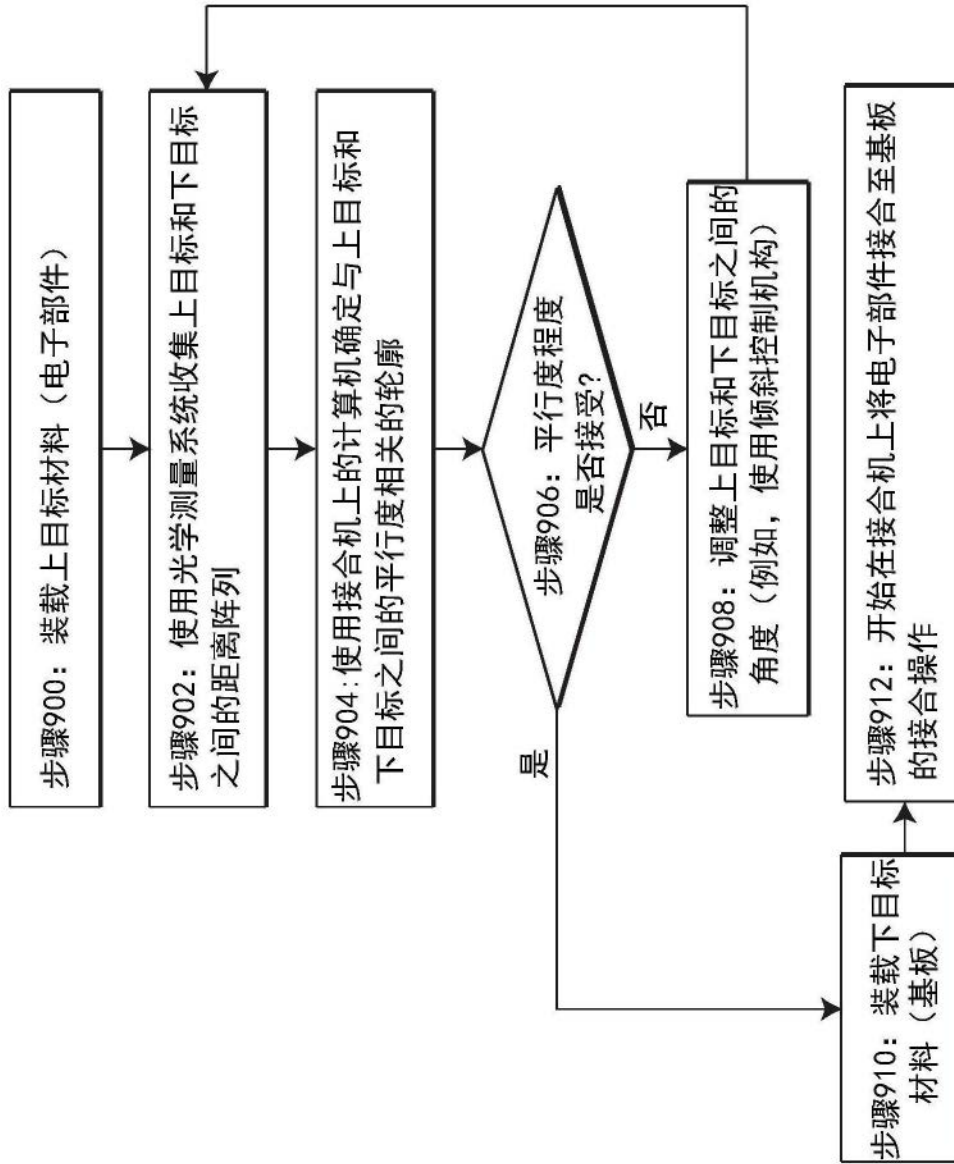 步骤900：装载上目标材料（电子部件）
步骤902：使用光学测量系统收集上目标和下目标
之间的距离阵列
步骤904:使用接合机上的计算机确定与上目标和
下目标之间的平行度相关的轮廓
步骤906：平行度程度
是否接受?
是
否
步骤908：调整上目标和下目标之间的
角度（例如，使用倾斜控制机构）
步骤910：装载下目标
材料（基板）
步骤912：开始在接合机上将电子部件接合至基板
的接合操作